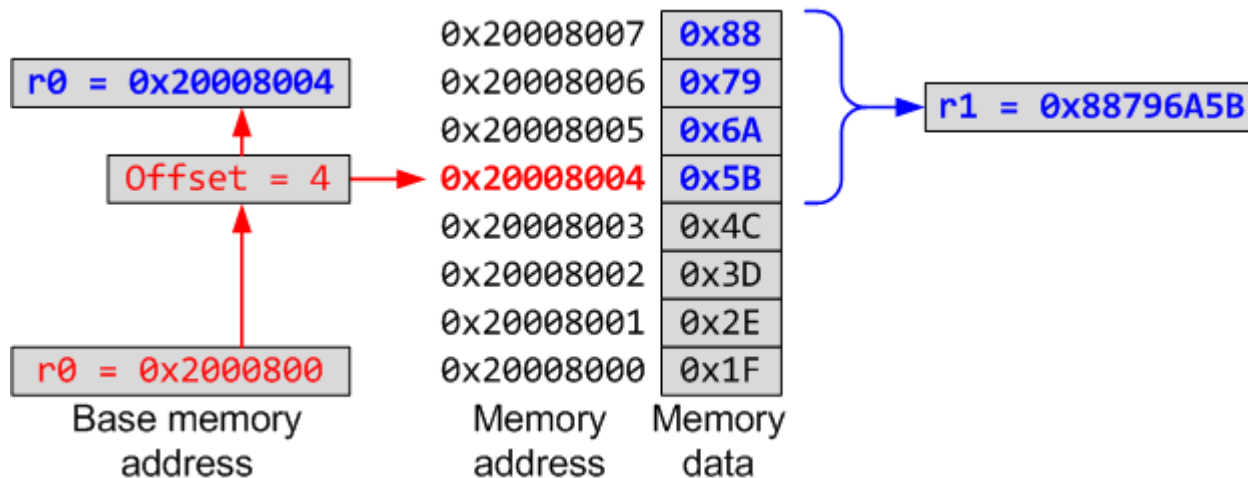 0x20008007 0x88
r0 = 0x20008004 0x20008006 0x79
0x20008005 0x6A r1 = 0x88796A5B
Offset = 4 0x20008004 0x5B
0x20008003 0x4C
0x20008002 0x3D
0x20008001 0x2E
r0 = 0x2000800 0x20008000 0x1F
Base memory Memory Memory
address address data